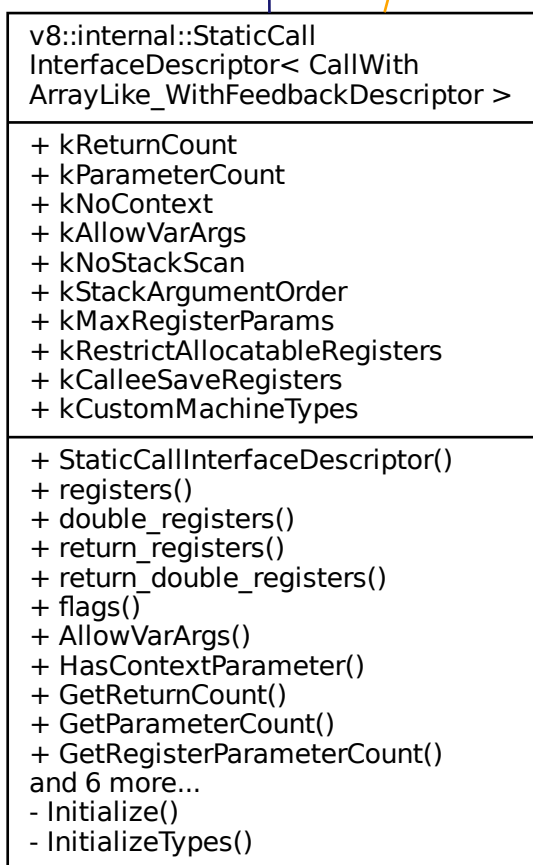 v8::internal::StaticCall
InterfaceDescriptor< CallWith
ArrayLike_WithFeedbackDescriptor >
+ kReturnCount
+ kParameterCount
+ kNoContext
+ kAllowVarArgs
+ kNoStackScan
+ kStackArgumentOrder
+ kMaxRegisterParams
+ kRestrictAllocatableRegisters
+ kCalleeSaveRegisters
+ kCustomMachineTypes
+ StaticCallInterfaceDescriptor()
+ registers()
+ double_registers()
+ return_registers()
+ return_double_registers()
+ flags()
+ AllowVarArgs()
+ HasContextParameter()
+ GetReturnCount()
+ GetParameterCount()
+ GetRegisterParameterCount()
and 6 more...
- Initialize()
- InitializeTypes()